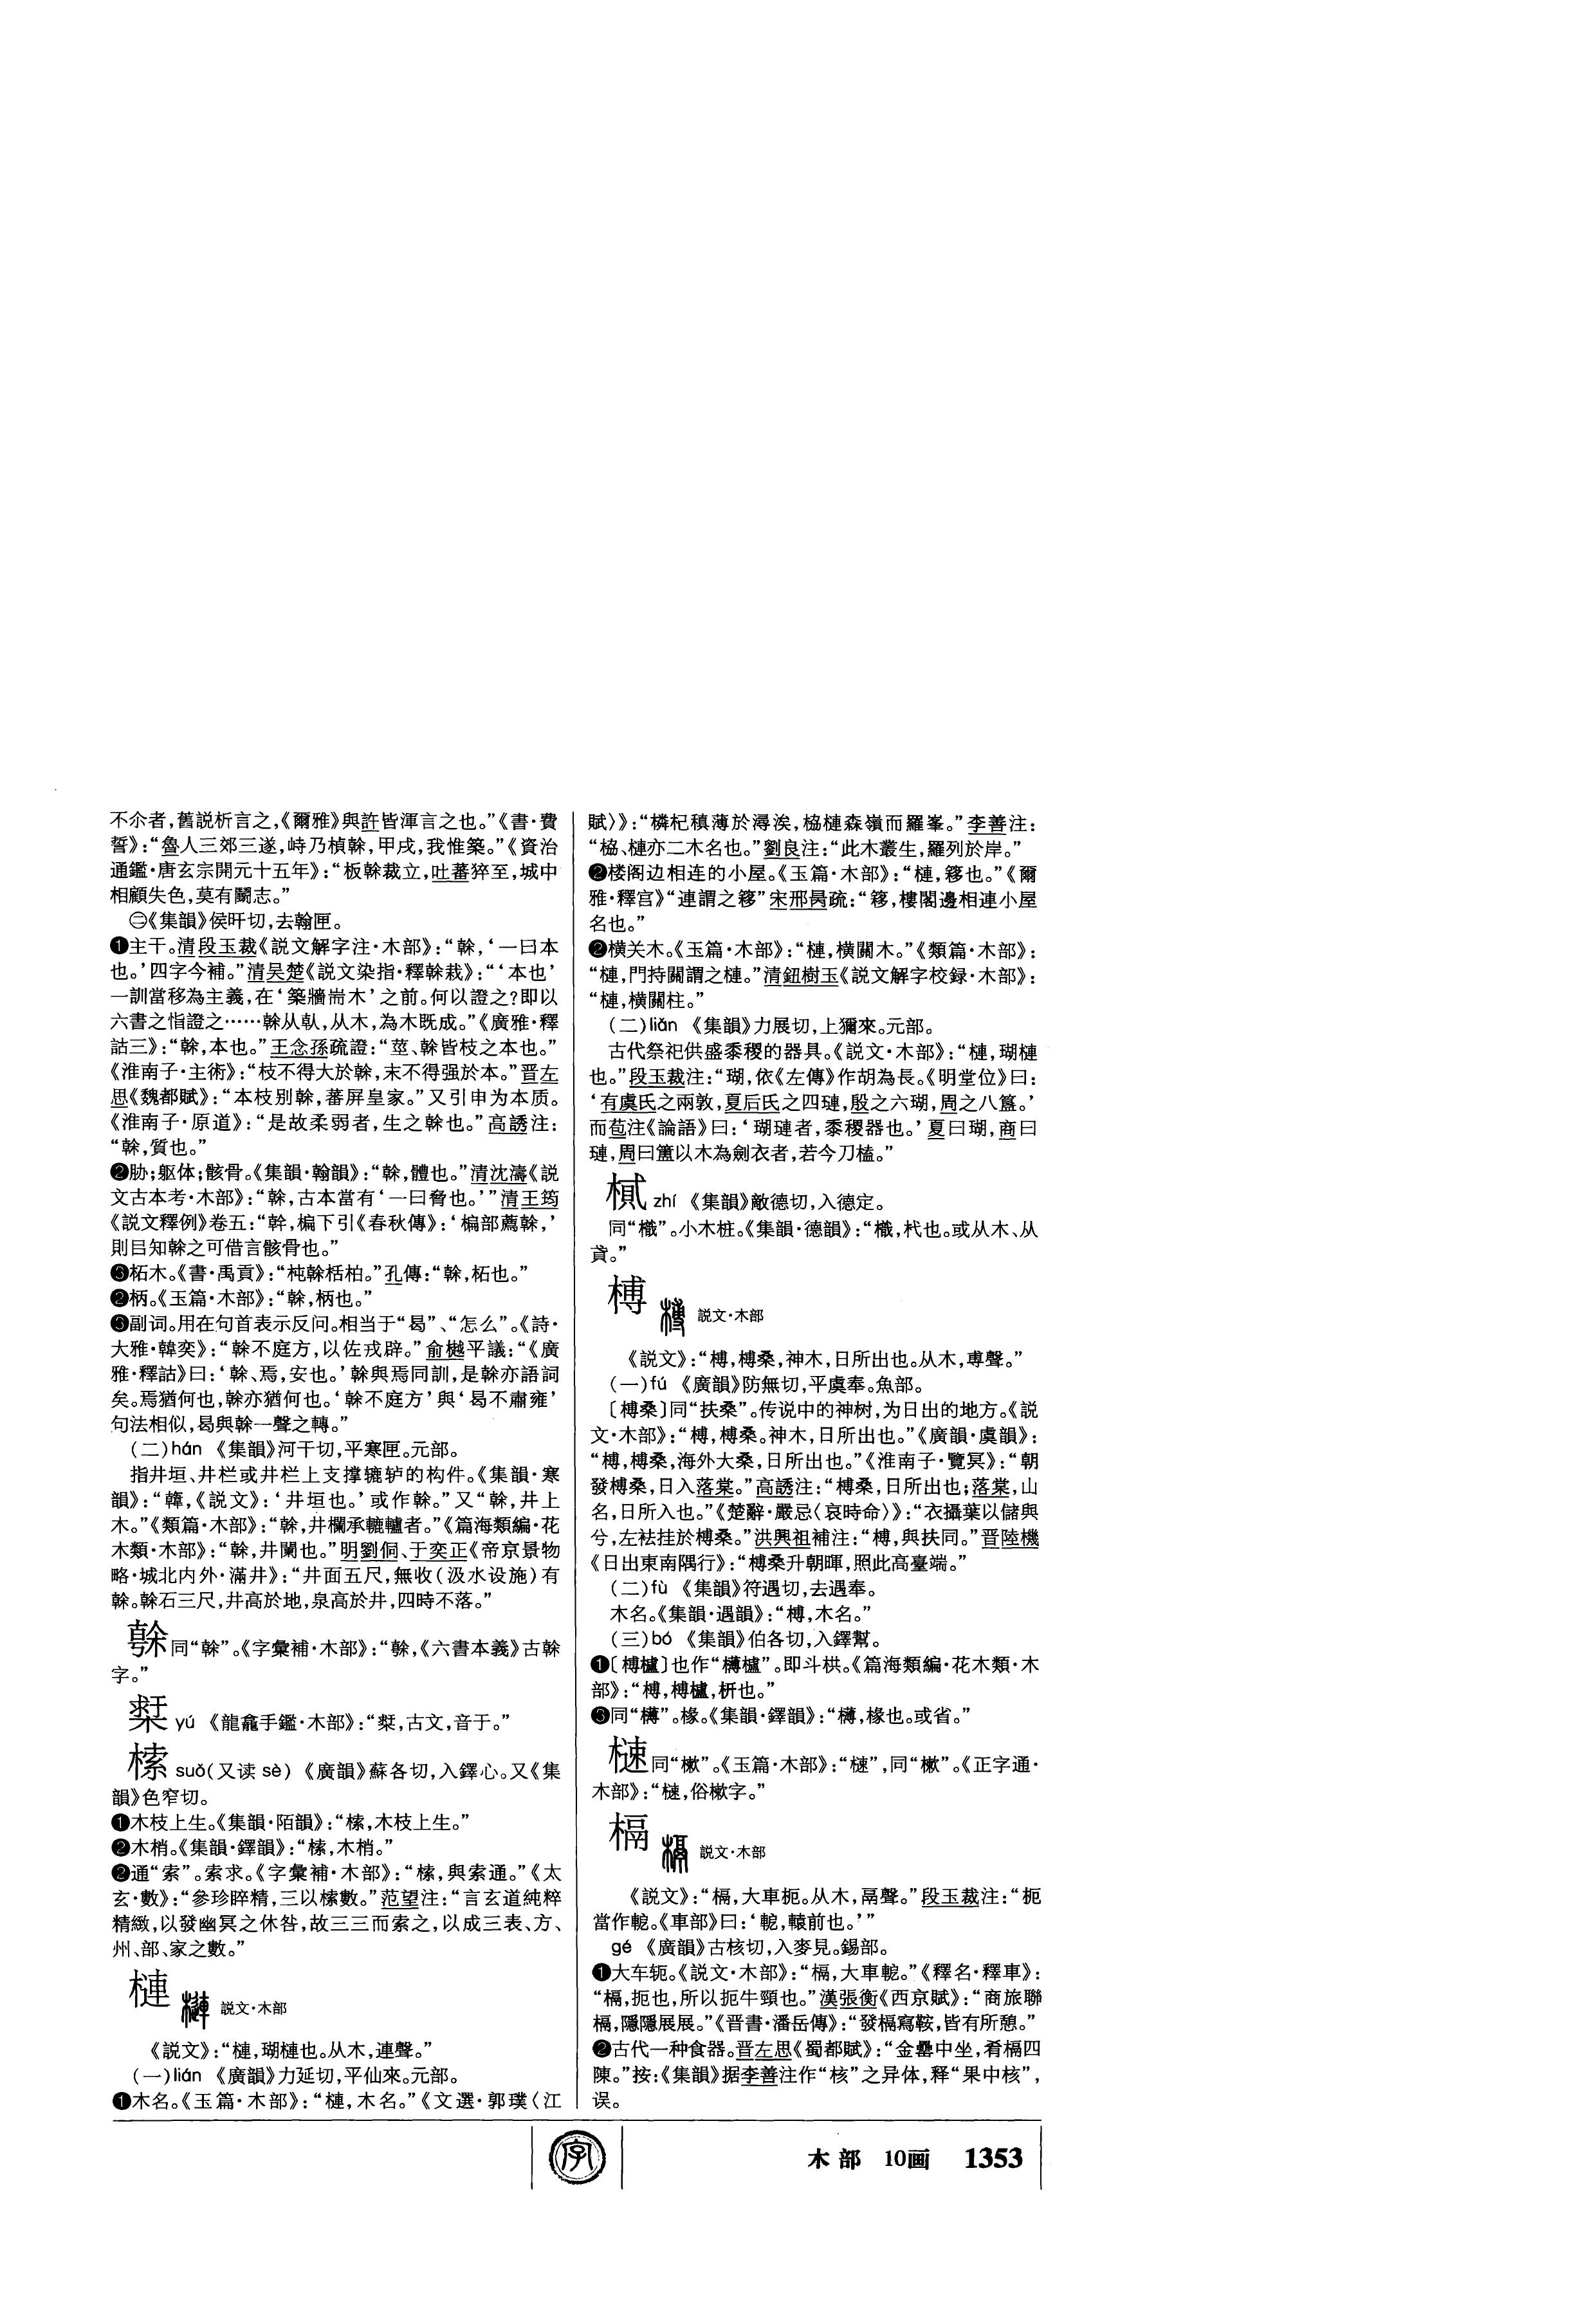 不尒者，舊説析言之，《爾雅》與許皆渾言之也。”《書·費
誓》：“魯人三郊三遂，峙乃楨榦，甲戌，我惟築。”《資治
通鑑·唐玄宗開元十五年》：“板榦裁立，吐蕃猝至，城中
相顧失色，莫有鬭志。”
㊁《集韻》侯旰切，去翰匣。
❶主干。清段玉裁《説文解字注·木部》：“榦，‘一曰本
也。’四字今補。”清吴楚《説文染指·釋榦栽》：“‘本也’
一訓當移為主義，在‘築牆耑木’之前。何以證之？即以
六書之恉證之……榦从倝，从木，為木既成。”《廣雅·釋
詁三》：“榦，本也。”王念孫疏證：“莖、榦皆枝之本也。”
《淮南子·主術》：“枝不得大於榦，末不得强於本。”晋左
思《魏都賦》：“本枝别榦，蕃屏皇家。”又引申为本质。
《淮南子·原道》：“是故柔弱者，生之榦也。”高誘注：
“榦，質也。”
❷胁；躯体；骸骨。《集韻·翰韻》：“榦，體也。”清沈濤《説
文古本考·木部》：“榦，古本當有‘一曰脅也。’”清王筠
《説文釋例》卷五：“榦，楄下引《春秋傳》：‘楄部薦榦，’
則目知榦之可借言骸骨也。”
❸柘木。《書·禹貢》：“杶榦栝柏。”孔傳：“榦，柘也。”
❷柄。《玉篇·木部》：“榦，柄也。”
❸副词。用在句首表示反问。相当于“曷”、“怎么”。《詩·
大雅·韓奕》：“榦不庭方，以佐戎辟。”俞樾平議：“《廣
雅·釋詁》曰：‘榦、焉，安也。’榦與焉同訓，是榦亦語詞
矣。焉猶何也，榦亦猶何也。‘榦不庭方’與‘曷不肅雍’
句法相似，曷與榦一聲之轉。”
（二）hán 《集韻》河干切，平寒匣。元部。
指井垣、井栏或井栏上支撑辘轳的构件。《集韻·寒
韻》：“韓，《説文》：‘井垣也。’或作榦。”又“榦，井上
木。”《類篇·木部》：“榦，井欄承轆轤者。”《篇海類編·花
木類·木部》：“榦，井闌也。”明劉侗、于奕正《帝京景物
略·城北内外·滿井》：“井面五尺，無收（汲水设施）有
榦。榦石三尺，井高於地，泉高於井，四時不落。”
同“榦”。《字彙補·木部》：“，《六書本義》古榦
字。”
yú 《龍龕手鑑·木部》：“，古文，音于。”
榡 suǒ（又读 sè） 《廣韻》蘇各切，入鐸心。又《集
韻》色窄切。
❶木枝上生。《集韻·陌韻》：“，木枝上生。”
❷木梢。《集韻·鐸韻》：“，木梢。”
❷通“索”。索求。《字彙補·木部》：“，與索通。”《太
玄·數》：“參珍睟精，三以數。”范望注：“言玄道純粹
精緻，以發幽冥之休咎，故三三而索之，以成三表、方、
州、部、家之數。”
槤 説文·木部
《説文》：“槤，瑚槤也。从木，連聲。”
（一）lián 《廣韻》力延切，平仙來。元部。
❶木名。《玉篇·木部》：“槤，木名。”《文選·郭璞〈江
賦〉》：“橉杞稹薄於潯涘，栛槤森嶺而羅峯。”李善注：
“栛、槤亦二木名也。”劉良注：“此木叢生，羅列於岸。”
❷楼阁边相连的小屋。《玉篇·木部》：“槤，簃也。”《爾
雅·釋宫》“連謂之簃”宋邢昺疏：“簃，樓閣邊相連小屋
名也。”
❷横关木。《玉篇·木部》：“槤，横關木。”《類篇·木部》：
“槤，門持關謂之槤。”清鈕樹玉《説文解字校録·木部》：
“槤，横關柱。”
（二）liǎn 《集韻》力展切，上獮來。元部。
古代祭祀供盛黍稷的器具。《説文·木部》：“槤，瑚槤
也。”段玉裁注：“瑚，依《左傳》作胡為長。《明堂位》曰：
‘有虞氏之兩敦，夏后氏之四璉，殷之六瑚，周之八簋。’
而苞注《論語》曰：‘瑚璉者，黍稷器也。’夏曰瑚，商曰
璉，周曰簠以木為劍衣者，若今刀榼。”
zhí 《集韻》敵德切，入德定。
同“樴”。小木桩。《集韻·德韻》：“樴，杙也。或从木、从
貣。”
榑 説文·木部
《説文》：“榑，榑桑，神木，日所出也。从木，尃聲。”
（一）fú 《廣韻》防無切，平虞奉。魚部。
〔榑桑〕同“扶桑”。传说中的神树，为日出的地方。《説
文·木部》：“榑，榑桑。神木，日所出也。”《廣韻·虞韻》：
“榑，榑桑，海外大桑，日所出也。”《淮南子·覽冥》：“朝
發榑桑，日入落棠。”高誘注：“榑桑，日所出也；落棠，山
名，日所入也。”《楚辭·嚴忌〈哀時命〉》：“衣攝葉以儲與
兮，左袪挂於榑桑。”洪興祖補注：“榑，與扶同。”晋陸機
《日出東南隅行》：“榑桑升朝暉，照此高臺端。”
（二）fù 《集韻》符遇切，去遇奉。
木名。《集韻·遇韻》：“榑，木名。”
（三）bó 《集韻》伯各切，入鐸幫。
❶〔榑櫨〕也作“欂櫨”。即斗栱。《篇海類編·花木類·木
部》：“榑，榑櫨，枅也。”
❸同“欂”。椽。《集韻·鐸韻》：“欂，椽也。或省。”
樎同“樕”。《玉篇·木部》：“”，同“樕”。《正字通·
木部》：“，俗樕字。”
槅 説文·木部
《説文》：“槅，大車枙。从木，鬲聲。”段玉裁注：“枙
當作軶。《車部》曰：‘軶，轅前也。’”
gé 《廣韻》古核切，入麥見。錫部。
❶大车轭。《説文·木部》：“槅，大車軶。”《釋名·釋車》：
“槅，扼也，所以扼牛頸也。”漢張衡《西京賦》：“商旅聯
槅，隱隱展展。”《晋書·潘岳傳》：“發槅寫鞍，皆有所憩。”
❷古代一种食器。晋左思《蜀都賦》：“金罍中坐，肴槅四
陳。”按：《集韻》据李善注作“核”之异体，释“果中核”，
误。
字
木部 10画 1353